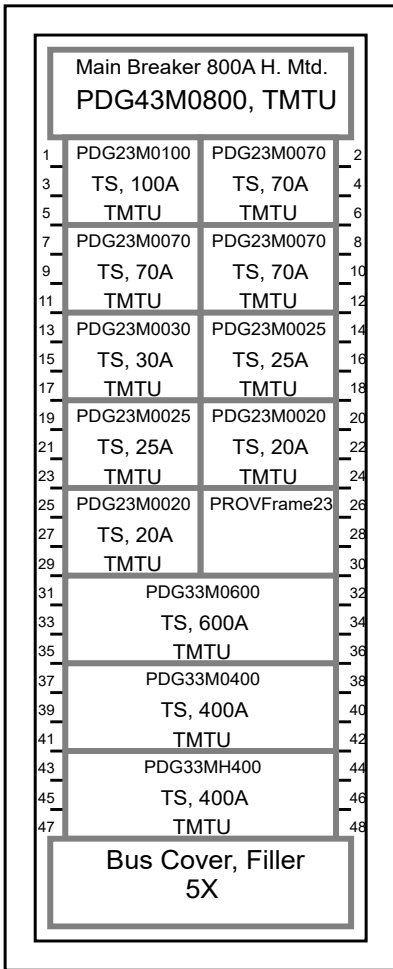 Main Breaker 800A H. Mtd.
PDG43M0800, TMTU
1 PDG23M0100 PDG23M0070 2
3 TS, 100A TS, 70A 4
5 TMTU TMTU 6
7 PDG23M0070 PDG23M0070 8
9 TS, 70A TS, 70A 10
11 TMTU TMTU 12
13 PDG23M0030 PDG23M0025 14
15 TS, 30A TS, 25A 16
17 TMTU TMTU 18
19 PDG23M0025 PDG23M0020 20
21 TS, 25A TS, 20A 22
23 TMTU TMTU 24
25 PDG23M0020 PROVFrame23 26
27 TS, 20A 28
29 TMTU 30
31 PDG33M0600 32
33 TS, 600A 34
35 TMTU 36
37 PDG33M0400 38
39 TS, 400A 40
41 TMTU 42
43 PDG33MH400 44
45 TS, 400A 46
47 TMTU 48
Bus Cover, Filler
5X